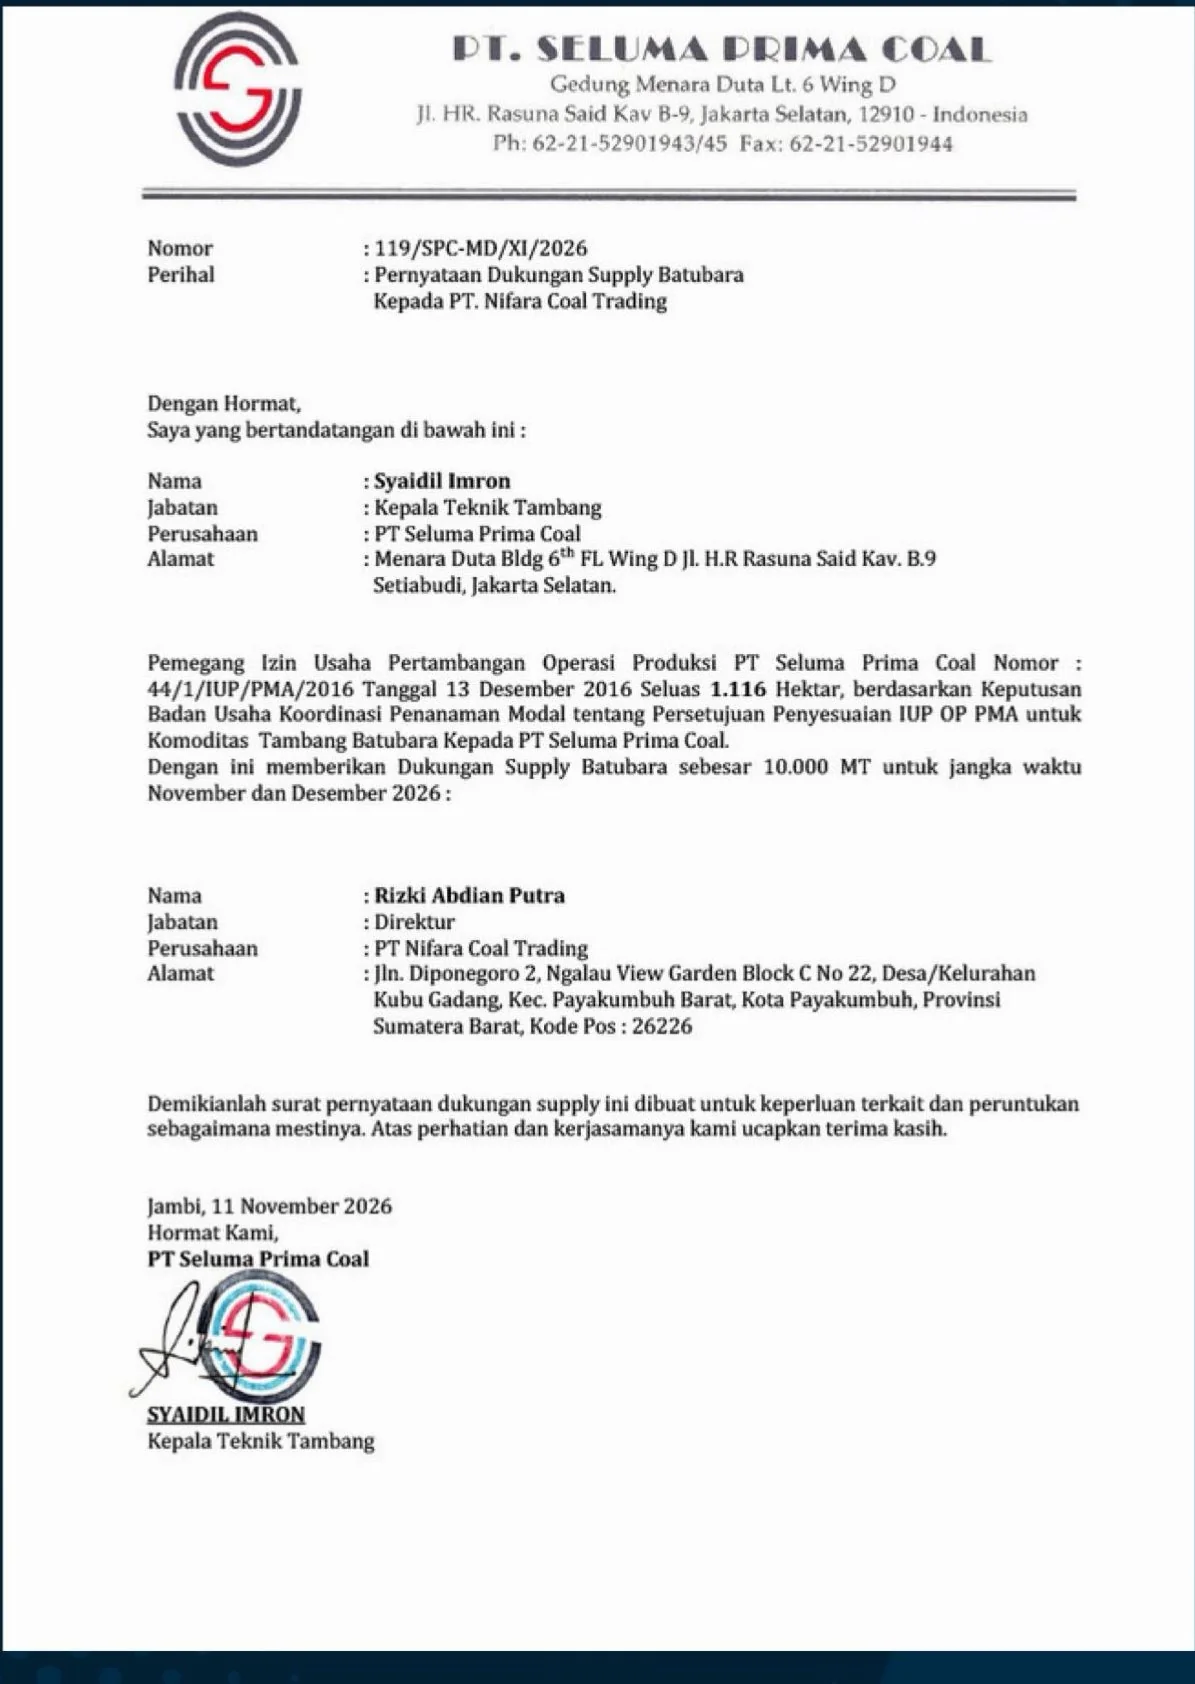 PT. SELUMA PRIMA COAL
Gedung Menara Duta Lt. 6 Wing D
Jl. HR. Rasuna Said Kav B-9, Jakarta Selatan, 12910 - Indonesia
Ph: 62-21-52901943/45 Fax: 62-21-52901944
Nomor : 119/SPC-MD/XI/2026
Perihal : Pernyataan Dukungan Supply Batubara
Kepada PT. Nifara Coal Trading
Dengan Hormat,
Saya yang bertandatangan di bawah ini :
Nama : Syaidil Imron
Jabatan : Kepala Teknik Tambang
Perusahaan : PT Seluma Prima Coal
Alamat : Menara Duta Bldg 6th FL Wing D Jl. H.R Rasuna Said Kav. B.9
Setiabudi, Jakarta Selatan.
Pemegang Izin Usaha Pertambangan Operasi Produksi PT Seluma Prima Coal Nomor :
44/1/IUP/PMA/2016 Tanggal 13 Desember 2016 Seluas 1.116 Hektar, berdasarkan Keputusan
Badan Usaha Koordinasi Penanaman Modal tentang Persetujuan Penyesuaian IUP OP PMA untuk
Komoditas Tambang Batubara Kepada PT Seluma Prima Coal.
Dengan ini memberikan Dukungan Supply Batubara sebesar 10.000 MT untuk jangka waktu
November dan Desember 2026 :
Nama : Rizki Abdian Putra
Jabatan : Direktur
Perusahaan : PT Nifara Coal Trading
Alamat : Jln. Diponegoro 2, Ngalau View Garden Block C No 22, Desa/Kelurahan
Kubu Gadang, Kec. Payakumbuh Barat, Kota Payakumbuh, Provinsi
Sumatera Barat, Kode Pos : 26226
Demikianlah surat pernyataan dukungan supply ini dibuat untuk keperluan terkait dan peruntukan
sebagaimana mestinya. Atas perhatian dan kerjasamanya kami ucapkan terima kasih.
Jambi, 11 November 2026
Hormat Kami,
PT Seluma Prima Coal
SYAIDIL IMRON
Kepala Teknik Tambang